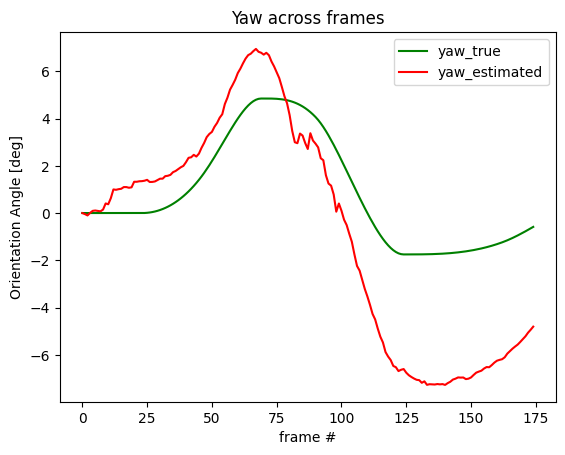 Yaw across frames
yaw_true
yaw_estimated
Orientation Angle [deg]
6
4
2
0
−2
−4
−6
0 25 50 75 100 125 150 175
frame #